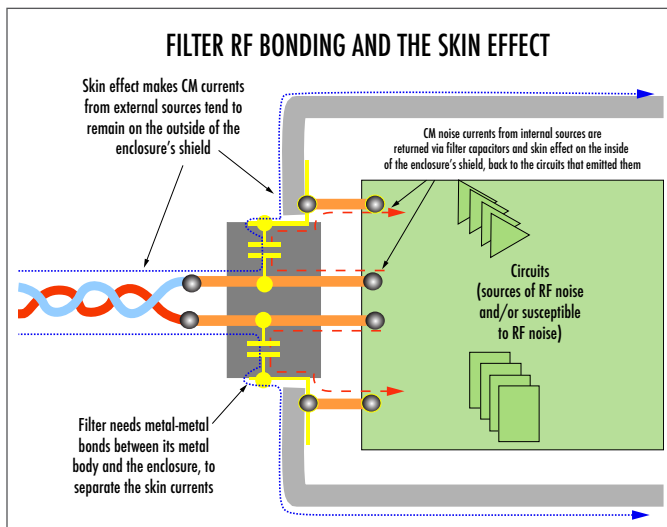 FILTER RF BONDING AND THE SKIN EFFECT
Skin effect makes CM currents
from external sources tend to
remain on the outside of the
enclosure's shield
CM noise currents from internal sources are
returned via filter capacitors and skin effect on the inside
of the enclosure's shield, back to the circuits that emitted them
Circuits
(sources of RF noise
and/or susceptible
to RF noise)
Filter needs metal-metal
bonds between its metal
body and the enclosure, to
separate the skin currents